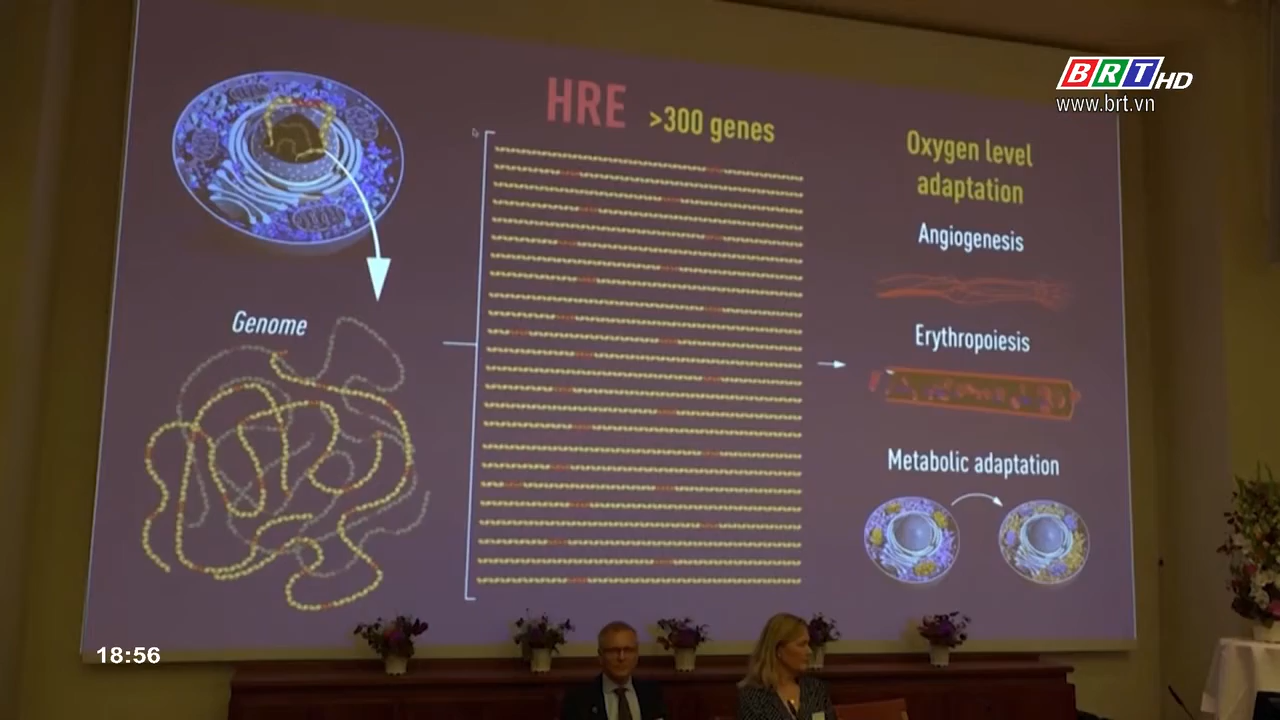 BRT HD
www.brt.vn
HRE >300 genes
Oxygen level
adaptation
Angiogenesis
Genome
Erythropoiesis
Metabolic adaptation
18:56